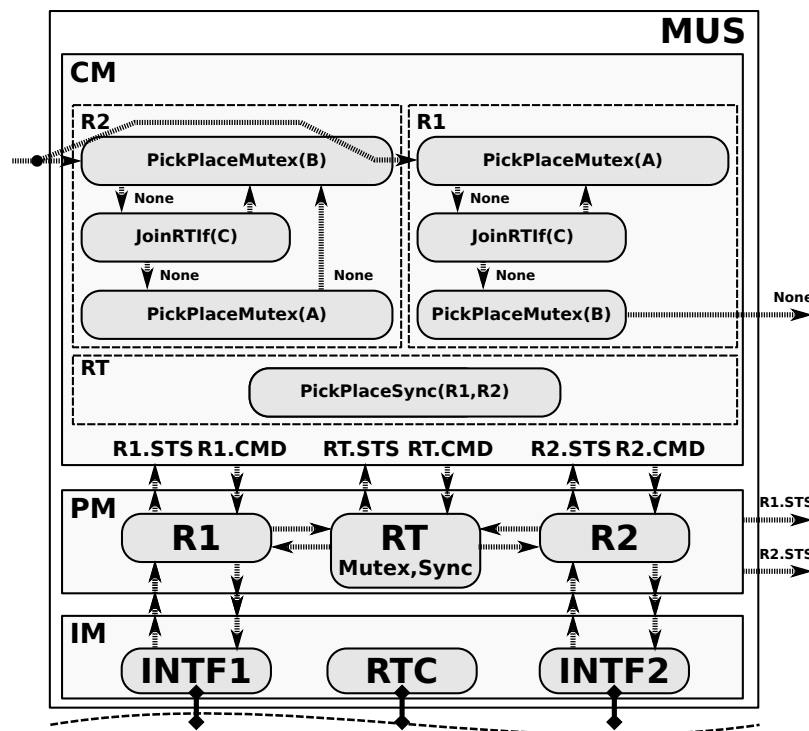 MUS
CM
R2
R1
PickPlaceMutex(B)
PickPlaceMutex(A)
None
None
JoinRTIf(C)
JoinRTIf(C)
None
None
None
None
PickPlaceMutex(A)
PickPlaceMutex(B)
RT
PickPlaceSync(R1,R2)
R1.STS R1.CMD
RT.STS RT.CMD
R2.STS R2.CMD
PM
R1
RT
Mutex,Sync
R2
R1.STS
R2.STS
IM
INTF1
RTC
INTF2